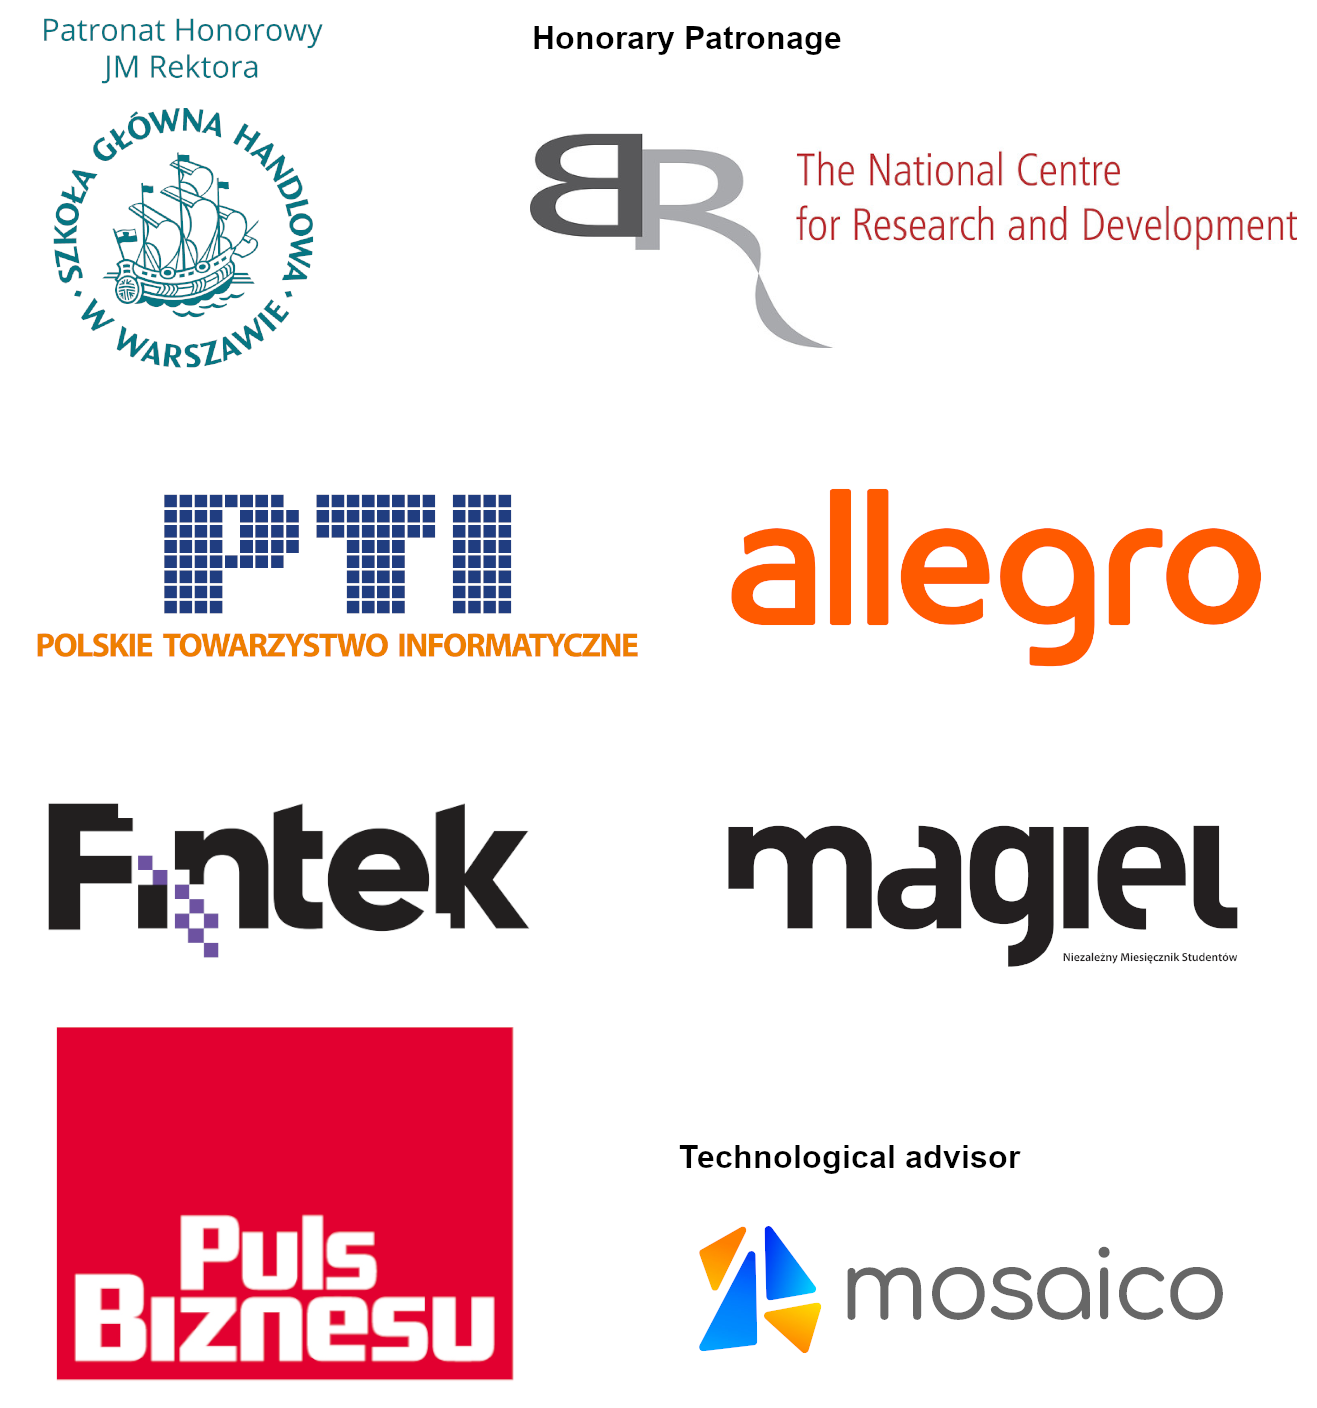 Patronat Honorowy
JM Rektora
SZKOŁA GŁÓWNA HANDLOWA
· W WARSZAWIE ·
Honorary Patronage
BR
The National Centre
for Research and Development
PTI
POLSKIE TOWARZYSTWO INFORMATYCZNE
allegro
Fintek
magiel
Niezależny Miesięcznik Studentów
Puls
Biznesu
Technological advisor
mosaico